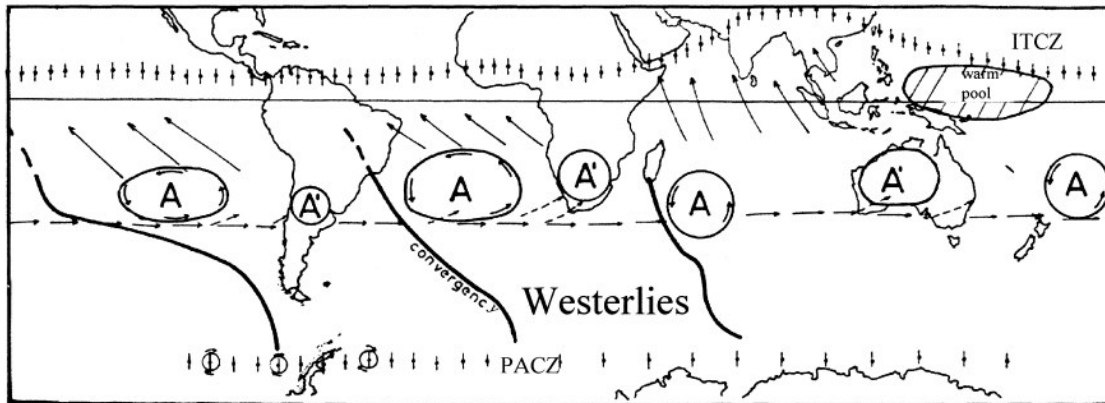 ITCZ
warm
pool
A
A'
A
A'
A
A'
A
convergency
Westerlies
PACZ